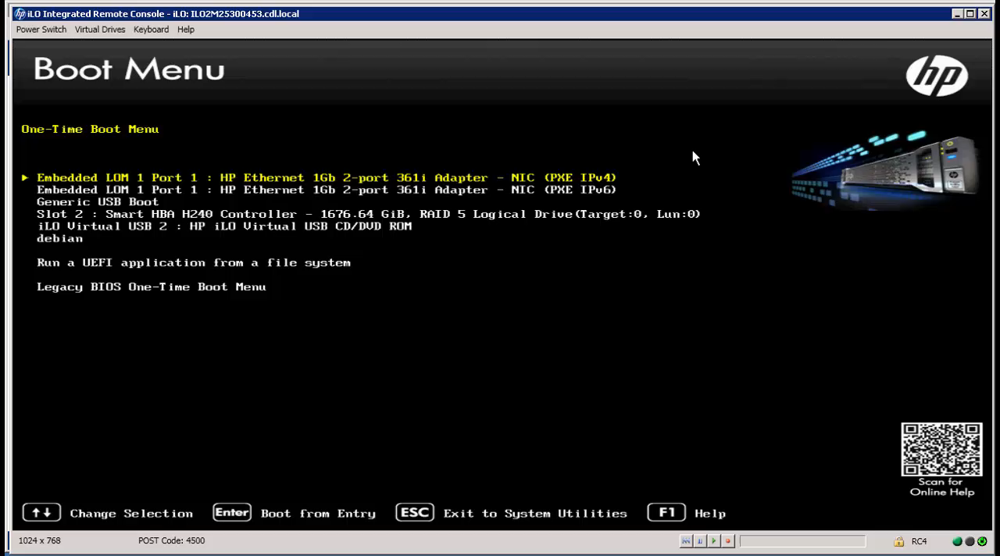 iLO Integrated Remote Console - iLO: ILO2M25300453.cdl.local
Power Switch Virtual Drives Keyboard Help
Boot Menu
hp
One-Time Boot Menu
Embedded LOM 1 Port 1 : HP Ethernet 1Gb 2-port 361i Adapter - NIC (PXE IPv4)
Embedded LOM 1 Port 1 : HP Ethernet 1Gb 2-port 361i Adapter - NIC (PXE IPv6)
Generic USB Boot
Slot 2 : Smart HBA H240 Controller - 1676.64 GiB, RAID 5 Logical Drive(Target:0, Lun:0)
iLO Virtual USB 2 : HP iLO Virtual USB CD/DVD ROM
debian
Run a UEFI application from a file system
Legacy BIOS One-Time Boot Menu
Scan for
Online Help
↑↓ Change Selection Enter Boot from Entry ESC Exit to System Utilities F1 Help
1024 x 768 POST Code: 4500 RC4